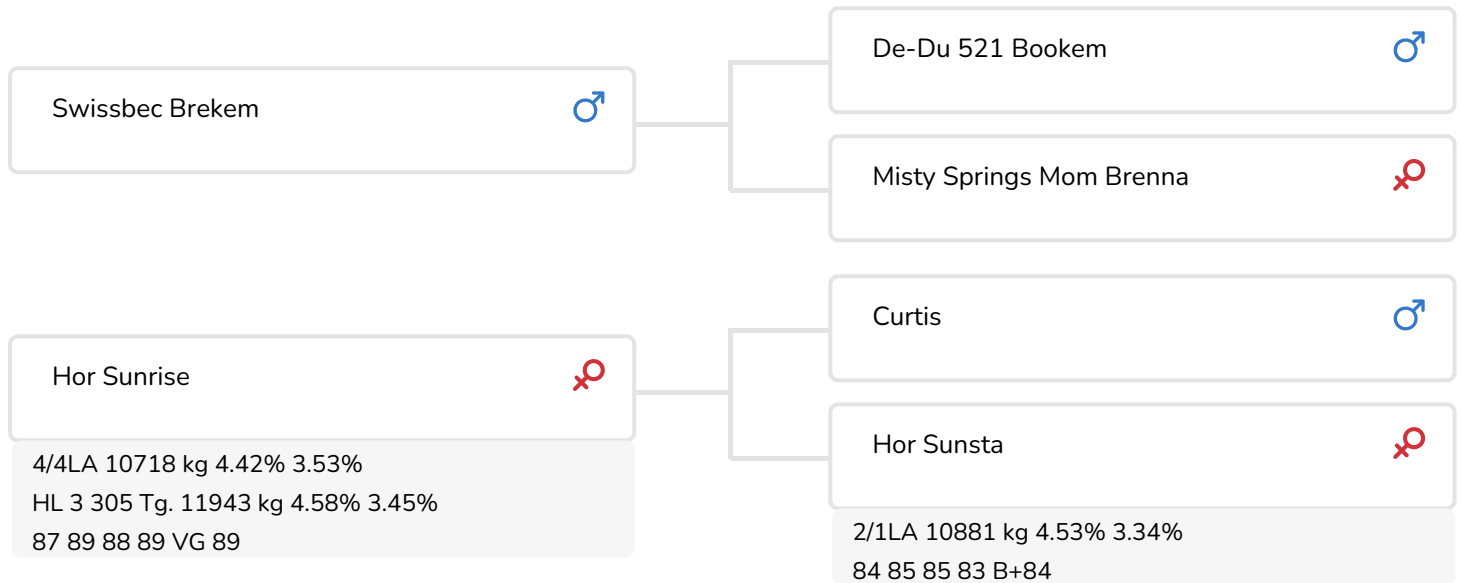 Swissbec Brekem
De-Du 521 Bookem
Misty Springs Mom Brenna
Hor Sunrise
4/4LA 10718 kg 4.42% 3.53%
HL 3 305 Tg. 11943 kg 4.58% 3.45%
87 89 88 89 VG 89
Curtis
Hor Sunsta
2/1LA 10881 kg 4.53% 3.34%
84 85 85 83 B+84